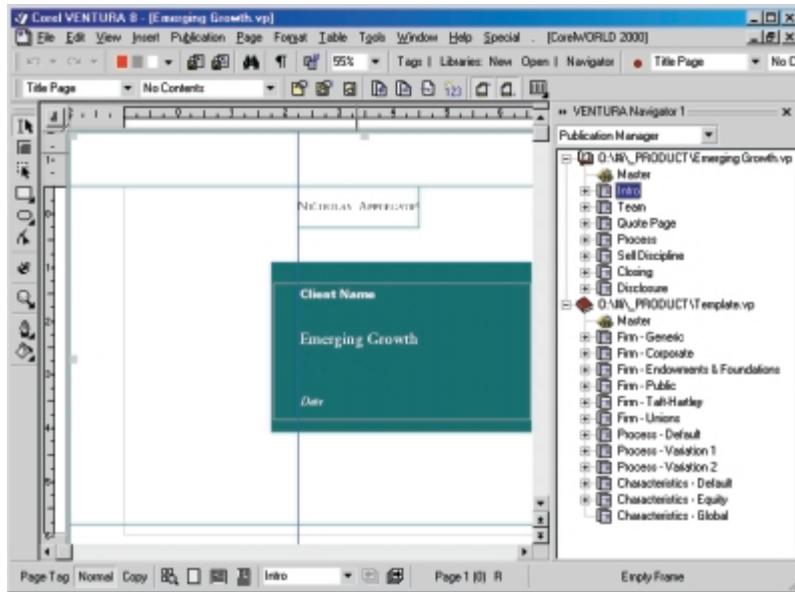 Corel VENTURA 8 - [Emerging Growth.vp]
File Edit View Insert Publication Page Format Table Tools Window Help Special . [CorelWORLD 2000]
55% Tags | Libraries: New Open | Navigator Title Page No C
Title Page No Contents
VENTURA Navigator 1
Publication Manager
Master
Intro
Team
Quote Page
Process
Sell Discipline
Closing
Disclosure
Master
Firm - Generic
Firm - Corporate
Firm - Endowments & Foundations
Firm - Public
Firm - Taft-Hartley
Firm - Unions
Process - Default
Process - Variation 1
Process - Variation 2
Characteristics - Default
Characteristics - Equity
Characteristics - Global
NICHOLAS APPLEGATE
Client Name
Emerging Growth
Date
Page Tag Normal Copy Intro Page 1 (0) R Empty Frame